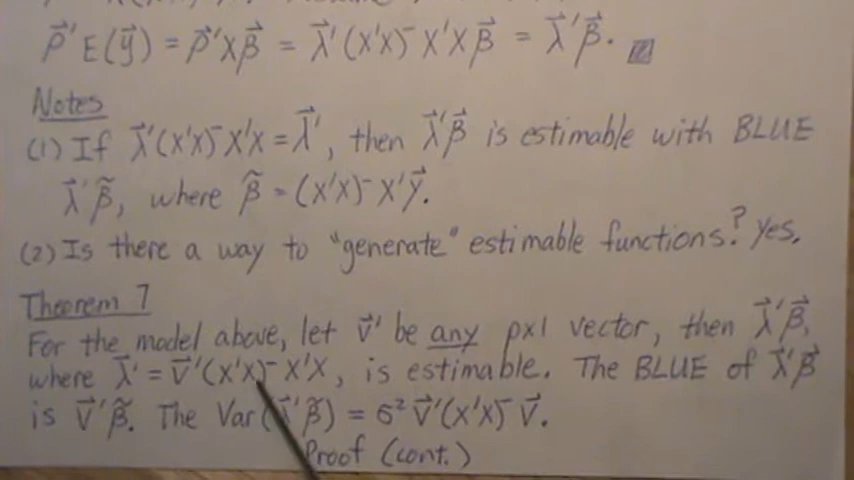 p⃗'E(y⃗) = p⃗'Xβ⃗ = λ⃗'(X'X)⁻X'Xβ⃗ = λ⃗'β⃗.
Notes
(1) If λ⃗'(X'X)⁻X'X = λ⃗', then λ⃗'β⃗ is estimable with BLUE
λ⃗'β̃, where β̃ = (X'X)⁻X'y⃗.
(2) Is there a way to "generate" estimable functions? Yes.
Theorem 7
For the model above, let v⃗' be any px1 vector, then λ⃗'β⃗,
where λ⃗' = v⃗'(X'X)⁻X'X, is estimable. The BLUE of λ⃗'β⃗
is v⃗'β̃. The Var(λ⃗'β̃) = σ² v⃗'(X'X)⁻v⃗.
Proof (cont.)